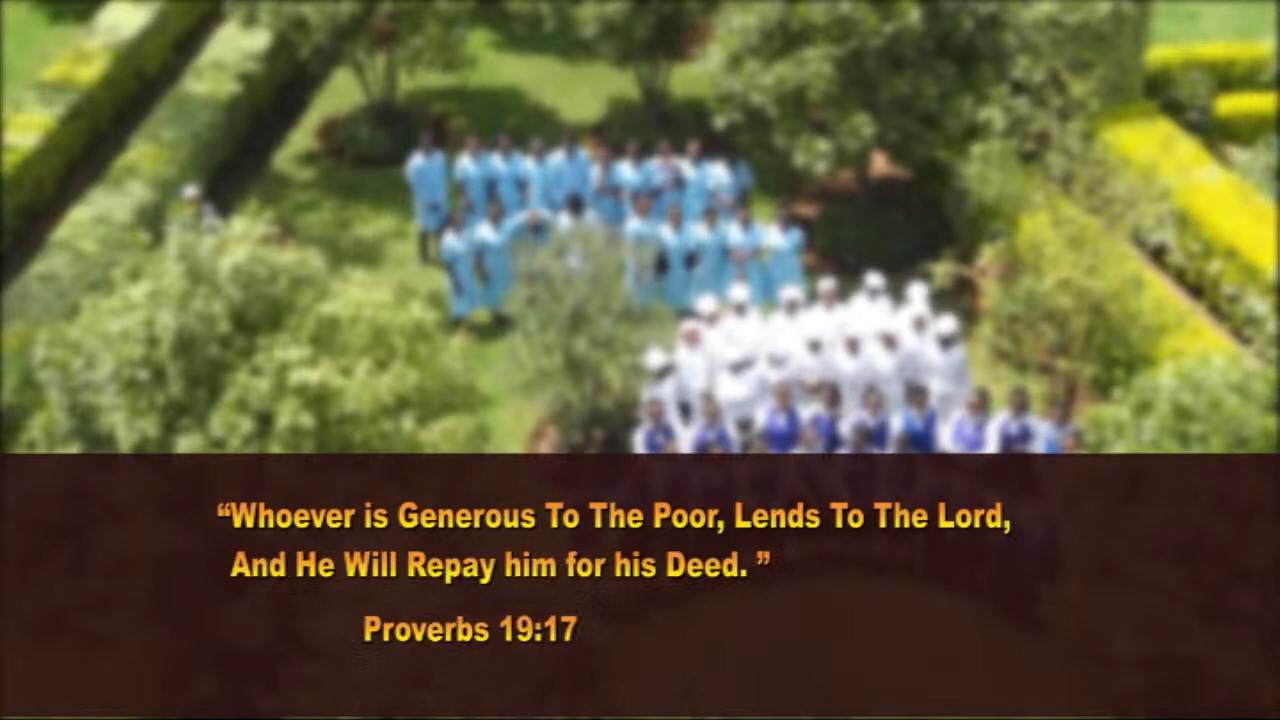 “Whoever is Generous To The Poor, Lends To The Lord,
And He Will Repay him for his Deed. ”
Proverbs 19:17